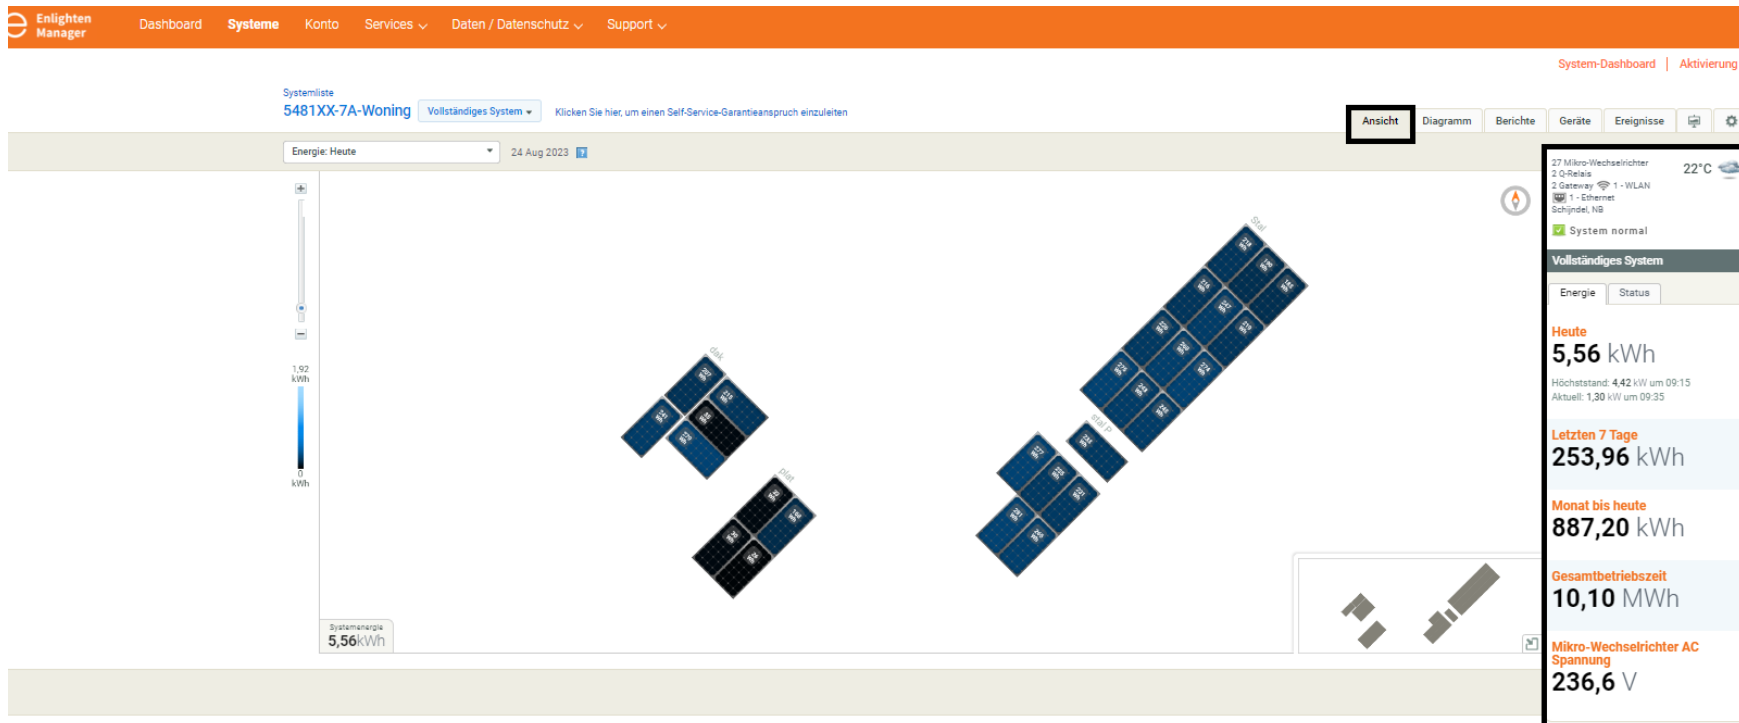 Enlighten
Manager
Dashboard Systeme Konto Services Daten / Datenschutz Support
System-Dashboard | Aktivierung
Systemliste
5481XX-7A-Woning Vollständiges System Klicken Sie hier, um einen Self-Service-Garantieanspruch einzuleiten
Ansicht Diagramm Berichte Geräte Ereignisse
Energie: Heute 24 Aug 2023 ?
1,92
kWh
0
kWh
dak
plat
Stal
stal P
Systemenergie
5,56kWh
27 Mikro-Wechselrichter
2 Q-Relais
2 Gateway 1 - WLAN
1 - Ethernet
Schijndel, NB
22°C
System normal
Vollständiges System
Energie Status
Heute
5,56 kWh
Höchststand: 4,42 kW um 09:15
Aktuell: 1,30 kW um 09:35
Letzten 7 Tage
253,96 kWh
Monat bis heute
887,20 kWh
Gesamtbetriebszeit
10,10 MWh
Mikro-Wechselrichter AC
Spannung
236,6 V